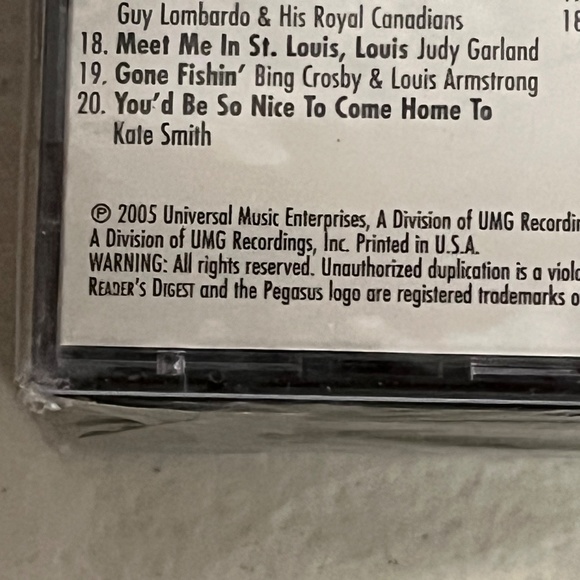 Guy Lombardo & His Royal Canadians
18. Meet Me In St. Louis, Louis Judy Garland
19. Gone Fishin' Bing Crosby & Louis Armstrong
20. You'd Be So Nice To Come Home To
Kate Smith
℗ 2005 Universal Music Enterprises, A Division of UMG
A Division of UMG Recordings, Inc. Printed in U.S.A.
WARNING: All rights reserved. Unauthorized duplication is a
READER'S DIGEST and the Pegasus logo are registered trademarks